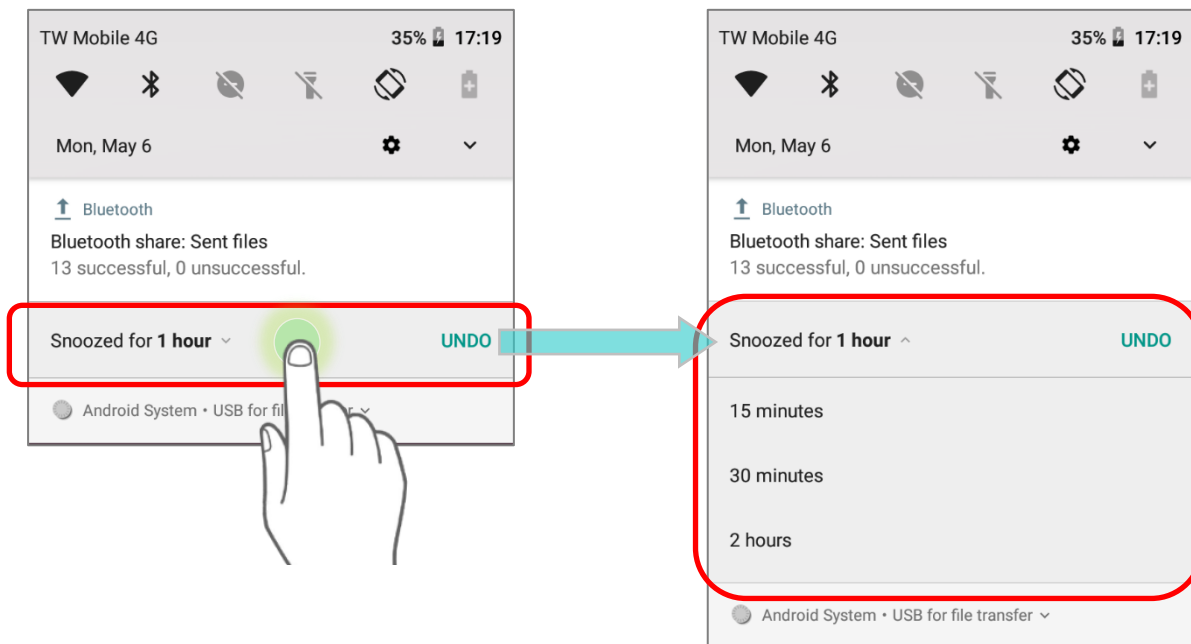 TW Mobile 4G 35% 17:19
Mon, May 6
Bluetooth
Bluetooth share: Sent files
13 successful, 0 unsuccessful.
Snoozed for 1 hour UNDO
Android System • USB for fil r
TW Mobile 4G 35% 17:19
Mon, May 6
Bluetooth
Bluetooth share: Sent files
13 successful, 0 unsuccessful.
Snoozed for 1 hour UNDO
15 minutes
30 minutes
2 hours
Android System • USB for file transfer